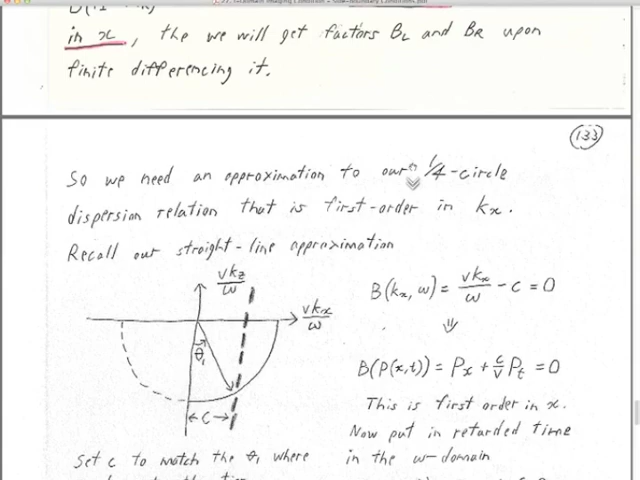 in x, the we will get factors BL and BR upon
finite differencing it.
133
So we need an approximation to our 1/4-circle
dispersion relation that is first-order in kx.
Recall our straight-line approximation
vkz/ω
vkx/ω
θ1
←C→
B(kx, ω) = vkx/ω - c = 0
⇓
B(P(x,t)) = Px + c/v Pt = 0
This is first order in x.
Now put in retarded time
in the ω-domain
Set c to match the θ1 where